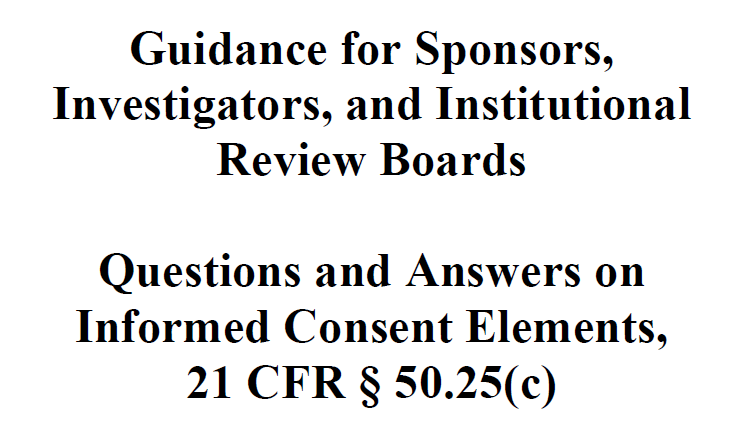 Guidance for Sponsors,
Investigators, and Institutional
Review Boards
Questions and Answers on
Informed Consent Elements,
21 CFR § 50.25(c)